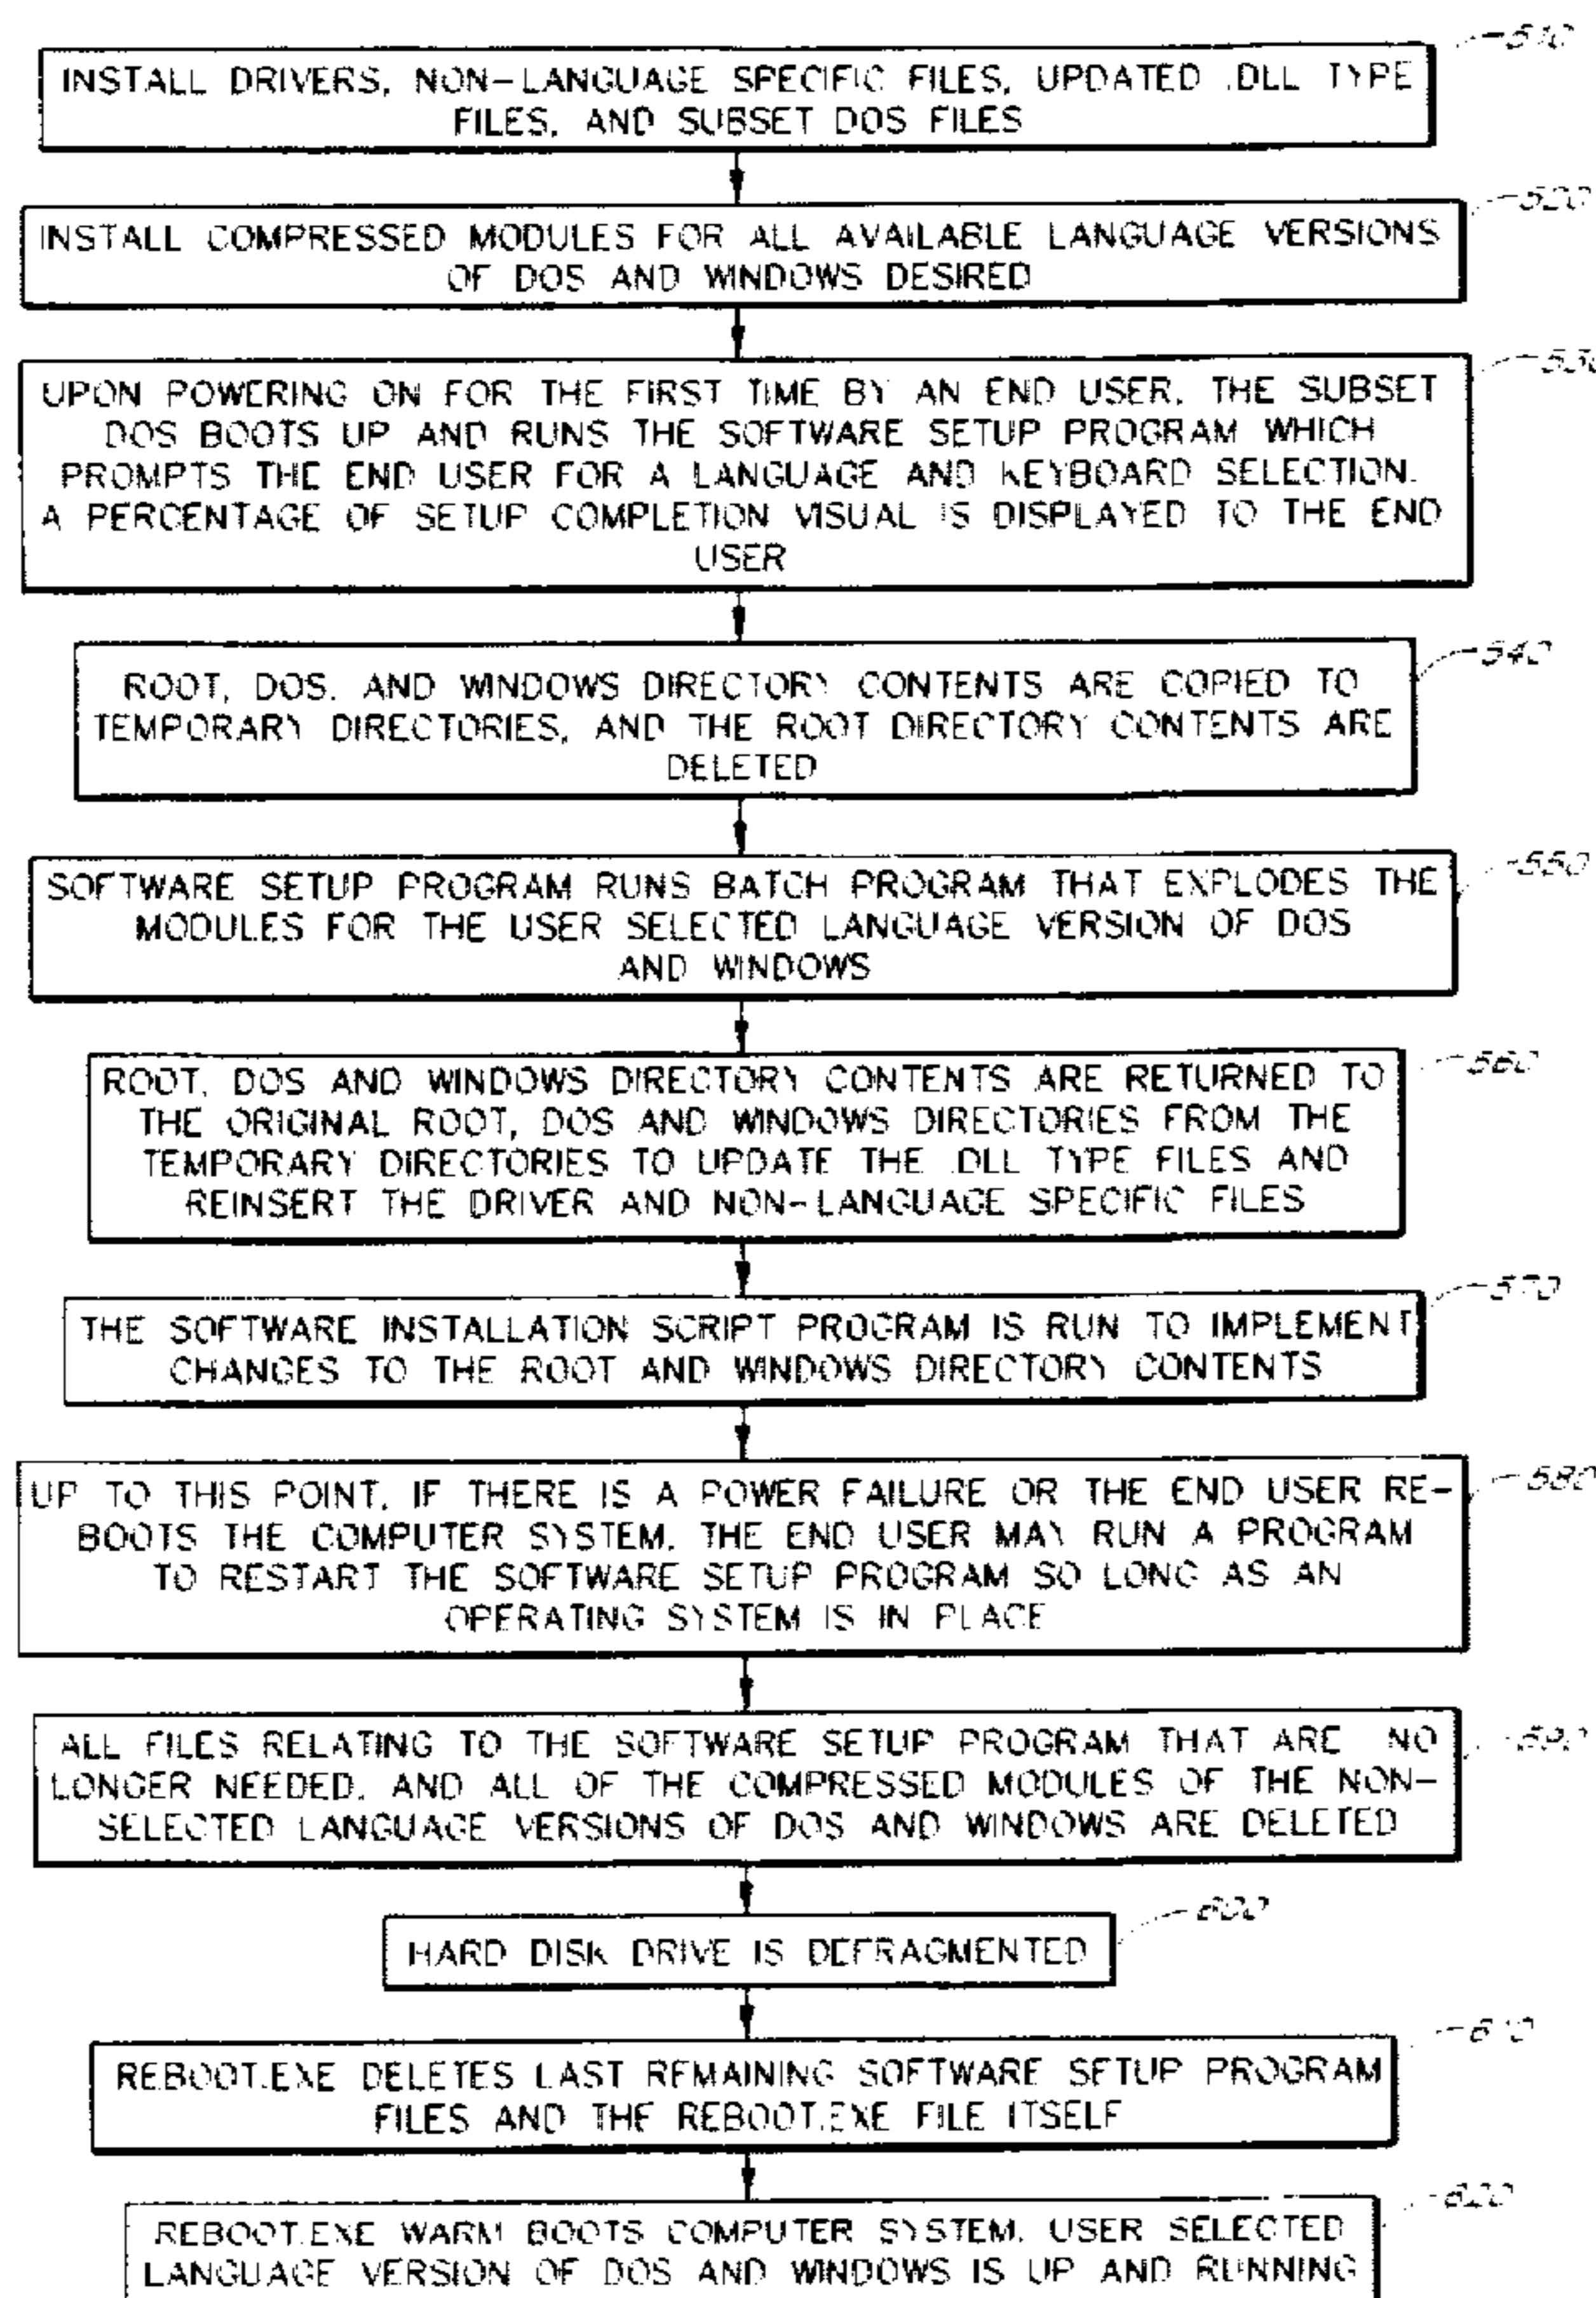 510
INSTALL DRIVERS, NON-LANGUAGE SPECIFIC FILES, UPDATED .DLL TYPE
FILES, AND SUBSET DOS FILES
520
INSTALL COMPRESSED MODULES FOR ALL AVAILABLE LANGUAGE VERSIONS
OF DOS AND WINDOWS DESIRED
530
UPON POWERING ON FOR THE FIRST TIME BY AN END USER, THE SUBSET
DOS BOOTS UP AND RUNS THE SOFTWARE SETUP PROGRAM WHICH
PROMPTS THE END USER FOR A LANGUAGE AND KEYBOARD SELECTION.
A PERCENTAGE OF SETUP COMPLETION VISUAL IS DISPLAYED TO THE END
USER
540
ROOT, DOS, AND WINDOWS DIRECTORY CONTENTS ARE COPIED TO
TEMPORARY DIRECTORIES, AND THE ROOT DIRECTORY CONTENTS ARE
DELETED
550
SOFTWARE SETUP PROGRAM RUNS BATCH PROGRAM THAT EXPLODES THE
MODULES FOR THE USER SELECTED LANGUAGE VERSION OF DOS
AND WINDOWS
560
ROOT, DOS AND WINDOWS DIRECTORY CONTENTS ARE RETURNED TO
THE ORIGINAL ROOT, DOS AND WINDOWS DIRECTORIES FROM THE
TEMPORARY DIRECTORIES TO UPDATE THE .DLL TYPE FILES AND
REINSERT THE DRIVER AND NON-LANGUAGE SPECIFIC FILES
570
THE SOFTWARE INSTALLATION SCRIPT PROGRAM IS RUN TO IMPLEMENT
CHANGES TO THE ROOT AND WINDOWS DIRECTORY CONTENTS
580
UP TO THIS POINT, IF THERE IS A POWER FAILURE OR THE END USER RE-
BOOTS THE COMPUTER SYSTEM, THE END USER MAY RUN A PROGRAM
TO RESTART THE SOFTWARE SETUP PROGRAM SO LONG AS AN
OPERATING SYSTEM IS IN PLACE
590
ALL FILES RELATING TO THE SOFTWARE SETUP PROGRAM THAT ARE NO
LONGER NEEDED, AND ALL OF THE COMPRESSED MODULES OF THE NON-
SELECTED LANGUAGE VERSIONS OF DOS AND WINDOWS ARE DELETED
600
HARD DISK DRIVE IS DEFRAGMENTED
610
REBOOT.EXE DELETES LAST REMAINING SOFTWARE SETUP PROGRAM
FILES AND THE REBOOT.EXE FILE ITSELF
620
REBOOT.EXE WARM BOOTS COMPUTER SYSTEM. USER SELECTED
LANGUAGE VERSION OF DOS AND WINDOWS IS UP AND RUNNING